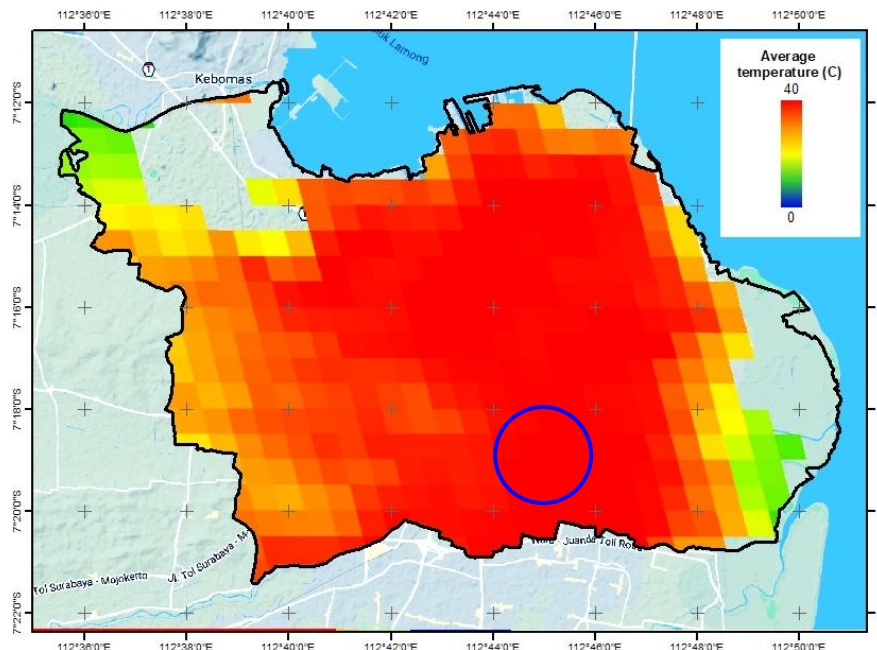 112°36'0"E 112°38'0"E 112°40'0"E 112°42'0"E 112°44'0"E 112°46'0"E 112°48'0"E 112°50'0"E
Lamong
Kebomas
1
Average
temperature (C)
40
0
7°12'0"S
7°14'0"S
7°16'0"S
7°18'0"S
7°20'0"S
7°22'0"S
Juanda Toll Road
Tol Surabaya - Mojokerto
Jl. Tol Surabaya - M
112°36'0"E 112°38'0"E 112°40'0"E 112°42'0"E 112°44'0"E 112°46'0"E 112°48'0"E 112°50'0"E